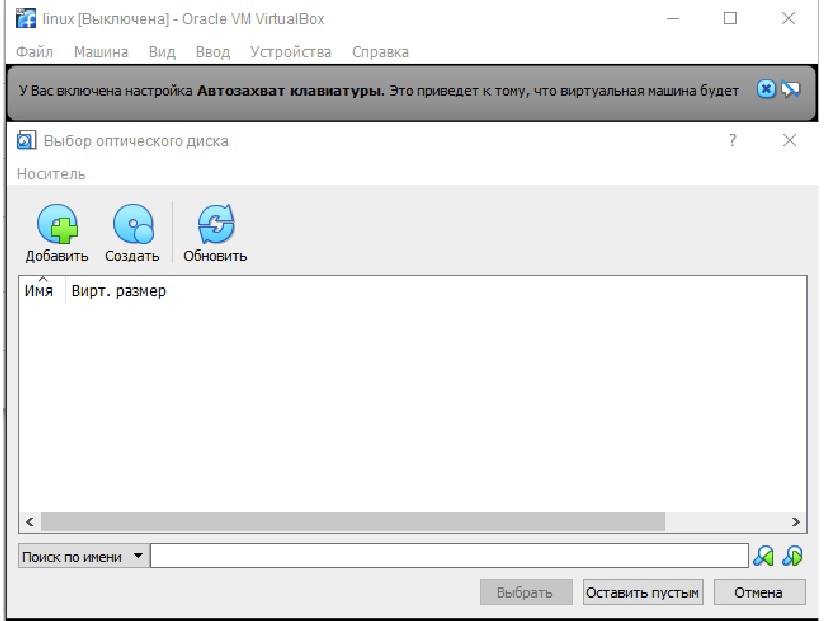 linux [Выключена] - Oracle VM VirtualBox
Файл Машина Вид Ввод Устройства Справка
У Вас включена настройка Автозахват клавиатуры. Это приведет к тому, что виртуальная машина будет
Выбор оптического диска ?
Носитель
Добавить Создать Обновить
Имя Вирт. размер
Поиск по имени
Выбрать Оставить пустым Отмена